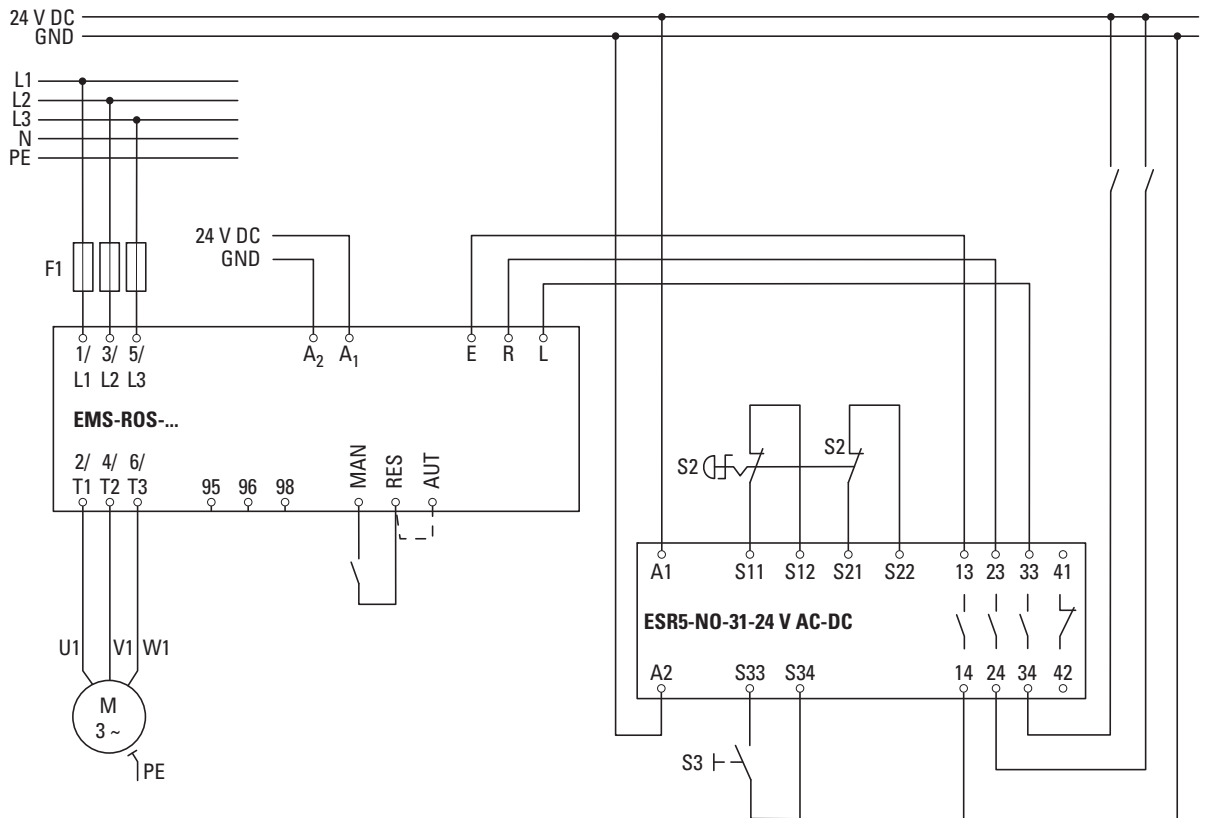 24 V DC
GND
L1
L2
L3
N
PE
F1
24 V DC
GND
1/ 3/ 5/
L1 L2 L3
A2 A1
E R L
EMS-ROS-...
2/ 4/ 6/
T1 T2 T3
95 96 98
MAN
RES
AUT
U1 V1 W1
M
3 ~
PE
S2
S2
A1 S11 S12 S21 S22 13 23 33 41
ESR5-NO-31-24 V AC-DC
A2 S33 S34 14 24 34 42
S3